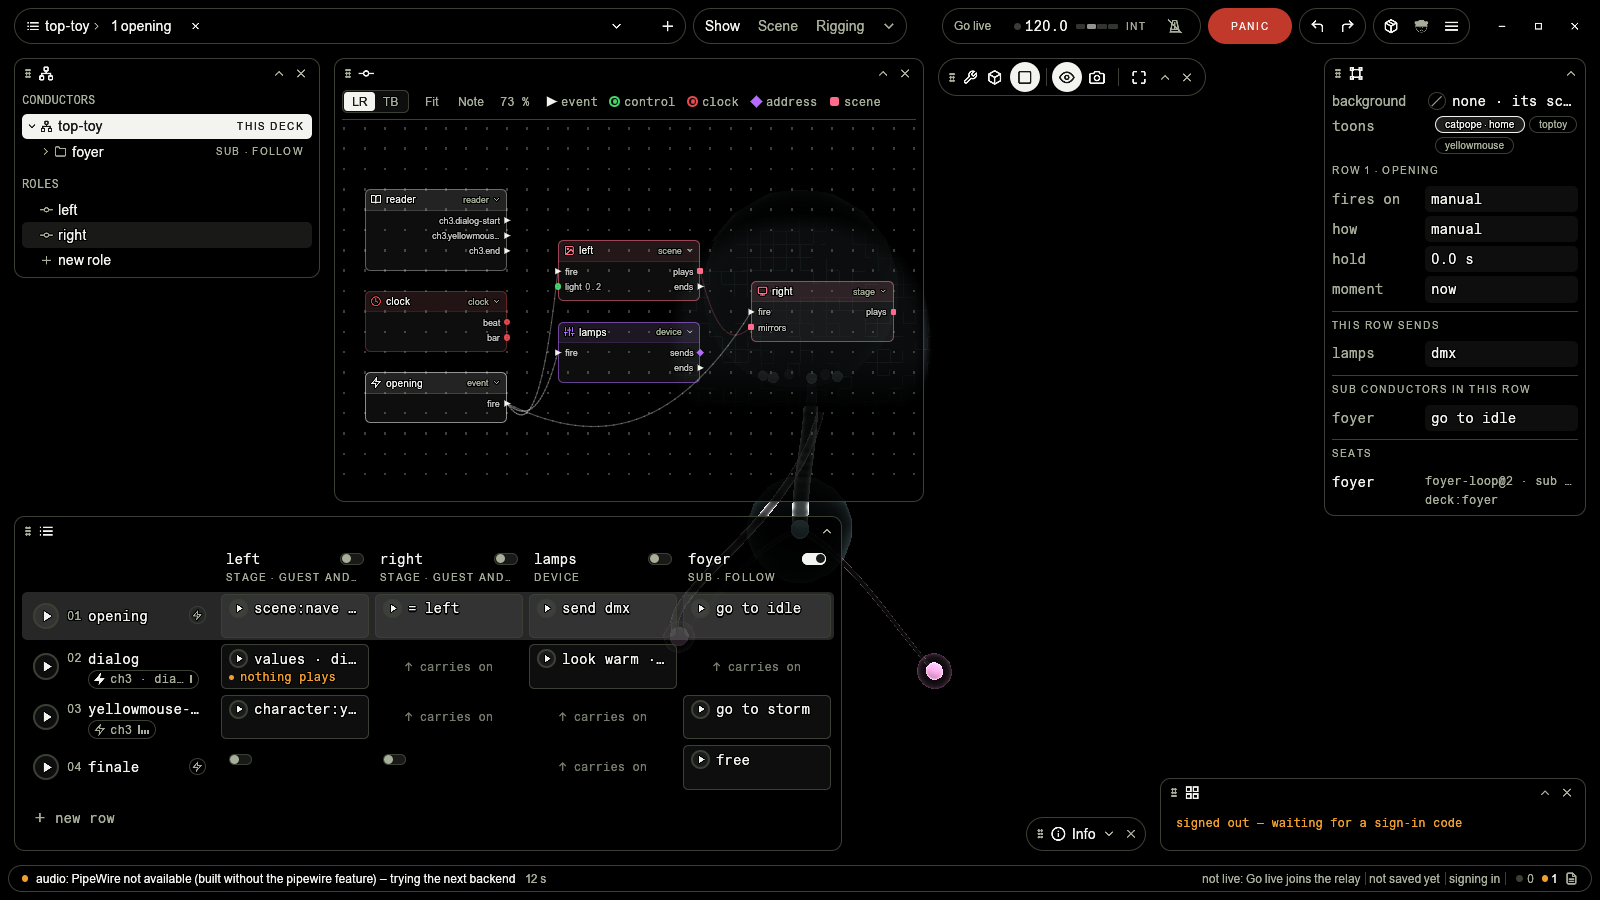 top-toy
1 opening
Show
Scene
Rigging
Go live
120.0
INT
PANIC
CONDUCTORS
top-toy
THIS DECK
foyer
SUB · FOLLOW
ROLES
left
right
new role
LR
TB
Fit
Note
73 %
event
control
clock
address
scene
reader
reader
ch3.dialog-start
ch3.yellowmous…
ch3.end
clock
clock
beat
bar
opening
event
fire
left
scene
fire
plays
light 0.2
ends
lamps
device
fire
sends
ends
right
stage
fire
plays
mirrors
background
none · its sc…
toons
catpope · home
toptoy
yellowmouse
ROW 1 · OPENING
fires on
manual
how
manual
hold
0.0 s
moment
now
THIS ROW SENDS
lamps
dmx
SUB CONDUCTORS IN THIS ROW
foyer
go to idle
SEATS
foyer
foyer-loop@2 · sub …
deck:foyer
left
right
lamps
foyer
STAGE · GUEST AND…
STAGE · GUEST AND…
DEVICE
SUB · FOLLOW
01 opening
scene:nave …
= left
send dmx
go to idle
02 dialog
ch3 · dia…
values · di…
nothing plays
↑ carries on
look warm ·…
↑ carries on
03 yellowmouse-…
ch3
character:y…
↑ carries on
↑ carries on
go to storm
04 finale
↑ carries on
free
+ new row
Info
signed out — waiting for a sign-in code
audio: PipeWire not available (built without the pipewire feature) – trying the next backend
12 s
not live: Go live joins the relay
not saved yet
signing in
0
1